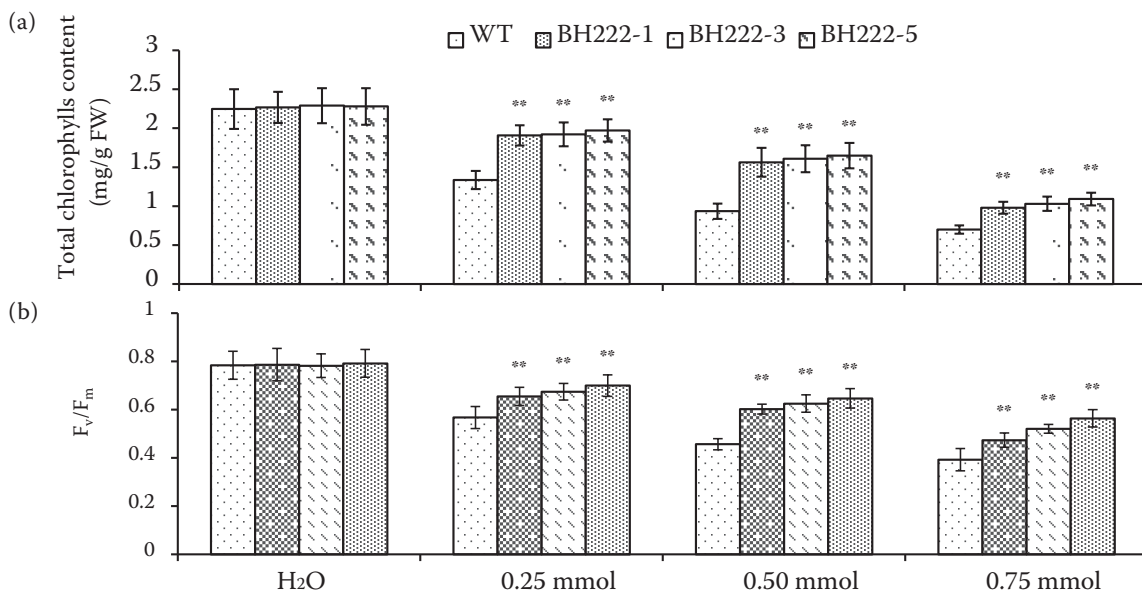 (a)
WT BH222-1 BH222-3 BH222-5
Total chlorophylls content
(mg/g FW)
3
2.5
2
1.5
1
0.5
0
** ** **
** ** **
** ** **
(b)
Fv/Fm
1
0.8
0.6
0.4
0.2
0
** ** **
** ** **
** ** **
H2O 0.25 mmol 0.50 mmol 0.75 mmol